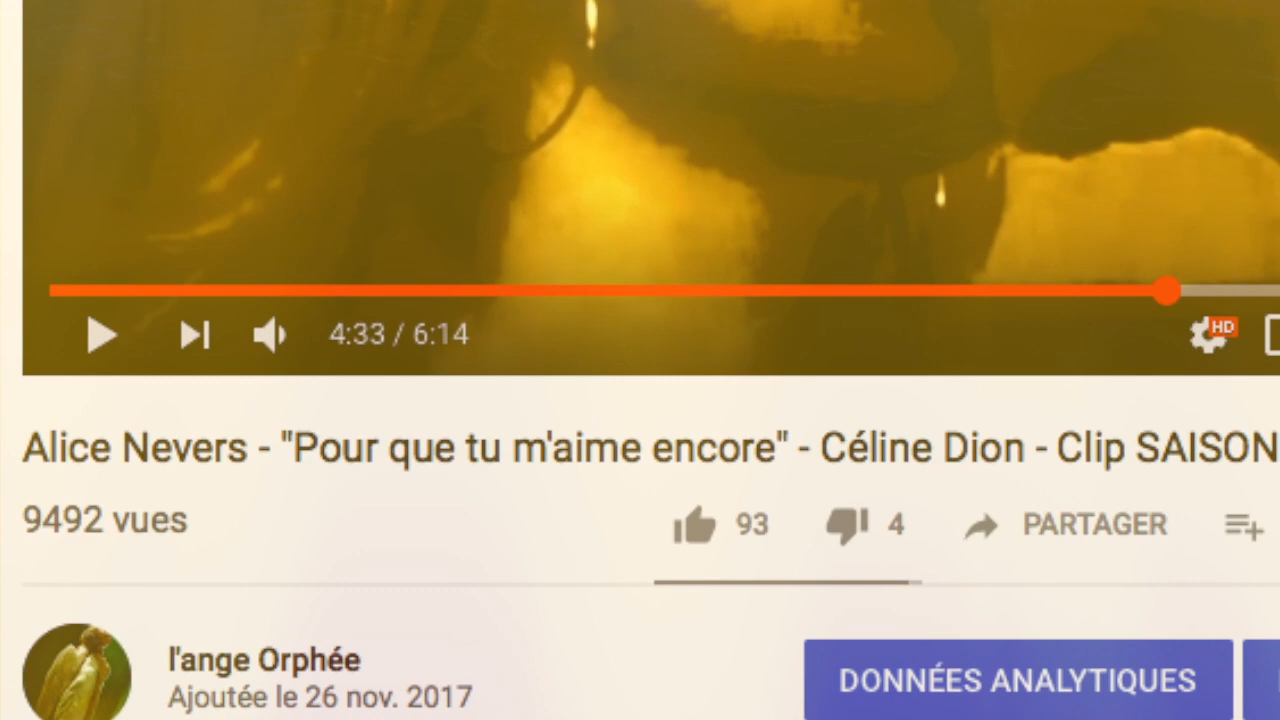 4:33 / 6:14
HD
Alice Nevers - "Pour que tu m'aime encore" - Céline Dion - Clip SAISON
9492 vues
93
4
PARTAGER
l'ange Orphée
Ajoutée le 26 nov. 2017
DONNÉES ANALYTIQUES